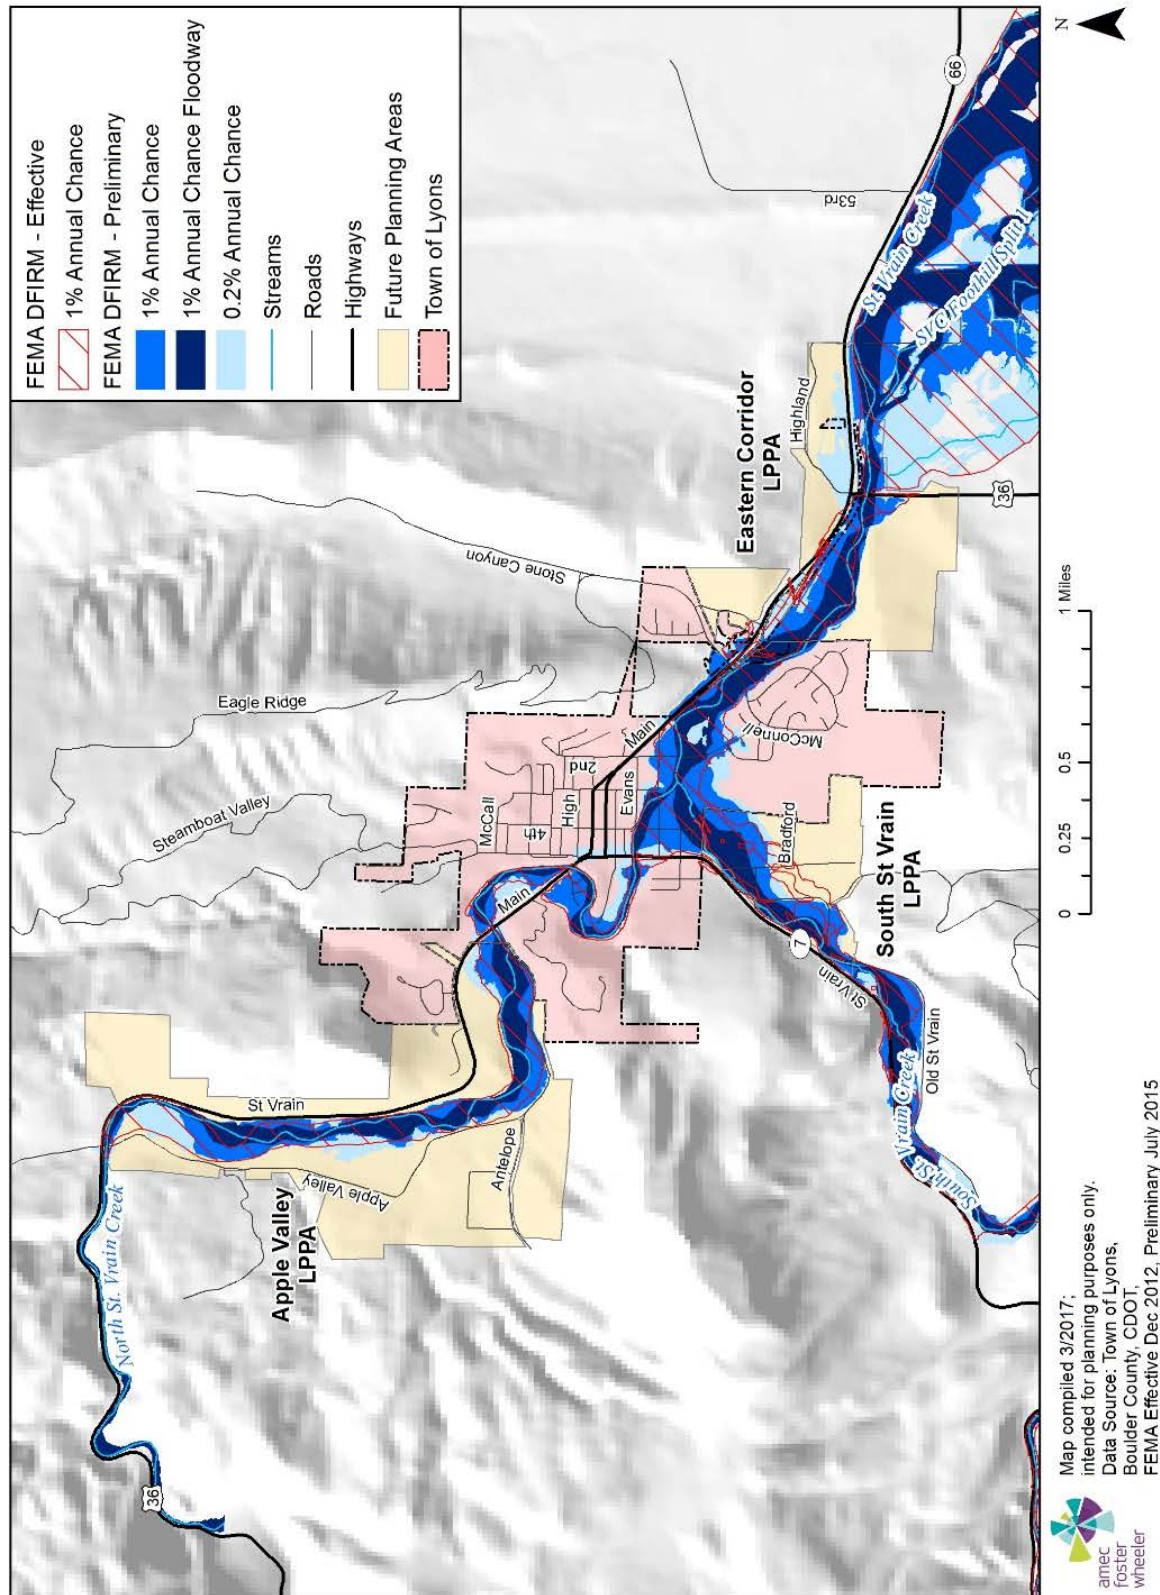 FEMA DFIRM - Effective
1% Annual Chance
FEMA DFIRM - Preliminary
1% Annual Chance
1% Annual Chance Floodway
0.2% Annual Chance
Streams
Roads
Highways
Future Planning Areas
Town of Lyons
N
36
North St. Vrain Creek
Apple Valley
LPPA
St Vrain
Apple Valley
Antelope
Steamboat Valley
Eagle Ridge
Stone Canyon
McCall
4th
High
2nd
Main
Main
Evans
McConnell
Bradford
Eastern Corridor
LPPA
Highland
53rd
66
St. Vrain Creek
SVC Foothill Split 1
36
South St Vrain
LPPA
7
St Vrain
Old St Vrain
South St.
Vrain Creek
0 0.25 0.5 1 Miles
amec
foster
wheeler
Map compiled 3/2017;
intended for planning purposes only.
Data Source: Town of Lyons,
Boulder County, CDOT,
FEMA Effective Dec 2012, Preliminary July 2015